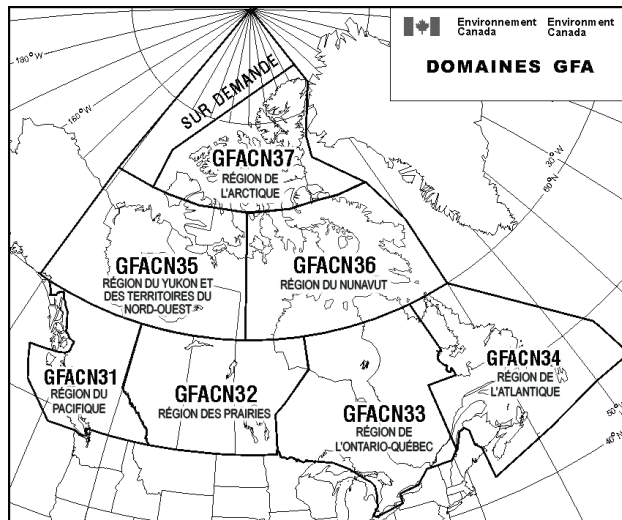 Environnement Environment
Canada Canada
DOMAINES GFA
180°W
160°W
SUR DEMANDE
GFACN37
RÉGION DE
L'ARCTIQUE
30°W
60°W
GFACN35
RÉGION DU YUKON ET
DES TERRITOIRES DU
NORD-OUEST
GFACN36
RÉGION DU NUNAVUT
GFACN31
RÉGION DU
PACIFIQUE
GFACN32
RÉGION DES PRAIRIES
GFACN33
RÉGION DE
L'ONTARIO-QUÉBEC
GFACN34
RÉGION DE
L'ATLANTIQUE
40°N